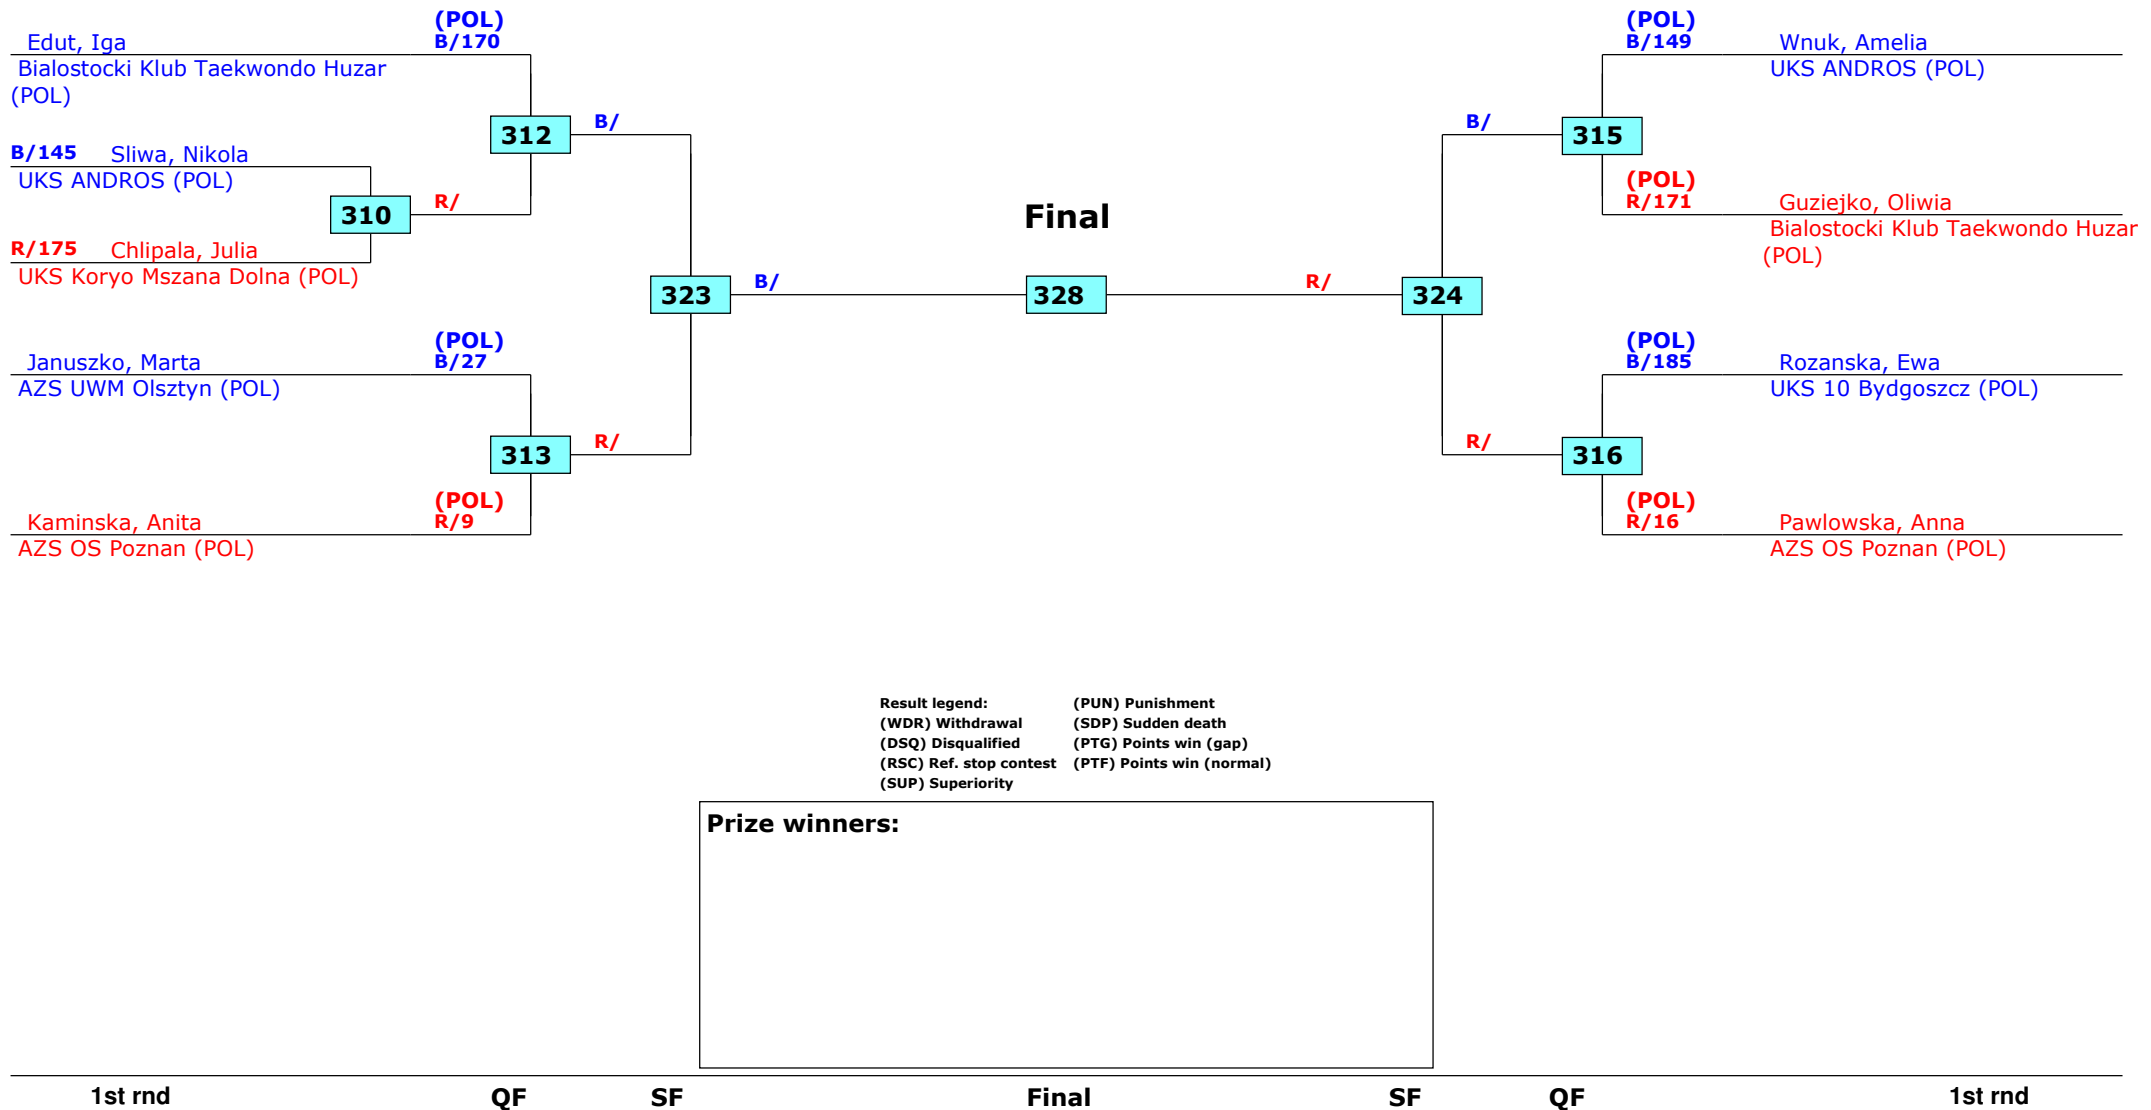 (POL)
B/170
Edut, Iga
Bialostocki Klub Taekwondo Huzar
(POL)
312
B/
B/145 Sliwa, Nikola
UKS ANDROS (POL)
310
R/
R/175 Chlipala, Julia
UKS Koryo Mszana Dolna (POL)
323
B/
(POL)
B/27
Januszko, Marta
AZS UWM Olsztyn (POL)
313
R/
(POL)
R/9
Kaminska, Anita
AZS OS Poznan (POL)
Final
328
(POL)
B/149
Wnuk, Amelia
UKS ANDROS (POL)
B/
315
(POL)
R/171
Guziejko, Oliwia
Bialostocki Klub Taekwondo Huzar
(POL)
R/
324
(POL)
B/185
Rozanska, Ewa
UKS 10 Bydgoszcz (POL)
R/
316
(POL)
R/16
Pawlowska, Anna
AZS OS Poznan (POL)
Result legend:
(WDR) Withdrawal
(DSQ) Disqualified
(RSC) Ref. stop contest
(SUP) Superiority
(PUN) Punishment
(SDP) Sudden death
(PTG) Points win (gap)
(PTF) Points win (normal)
Prize winners:
1st rnd QF SF Final SF QF 1st rnd